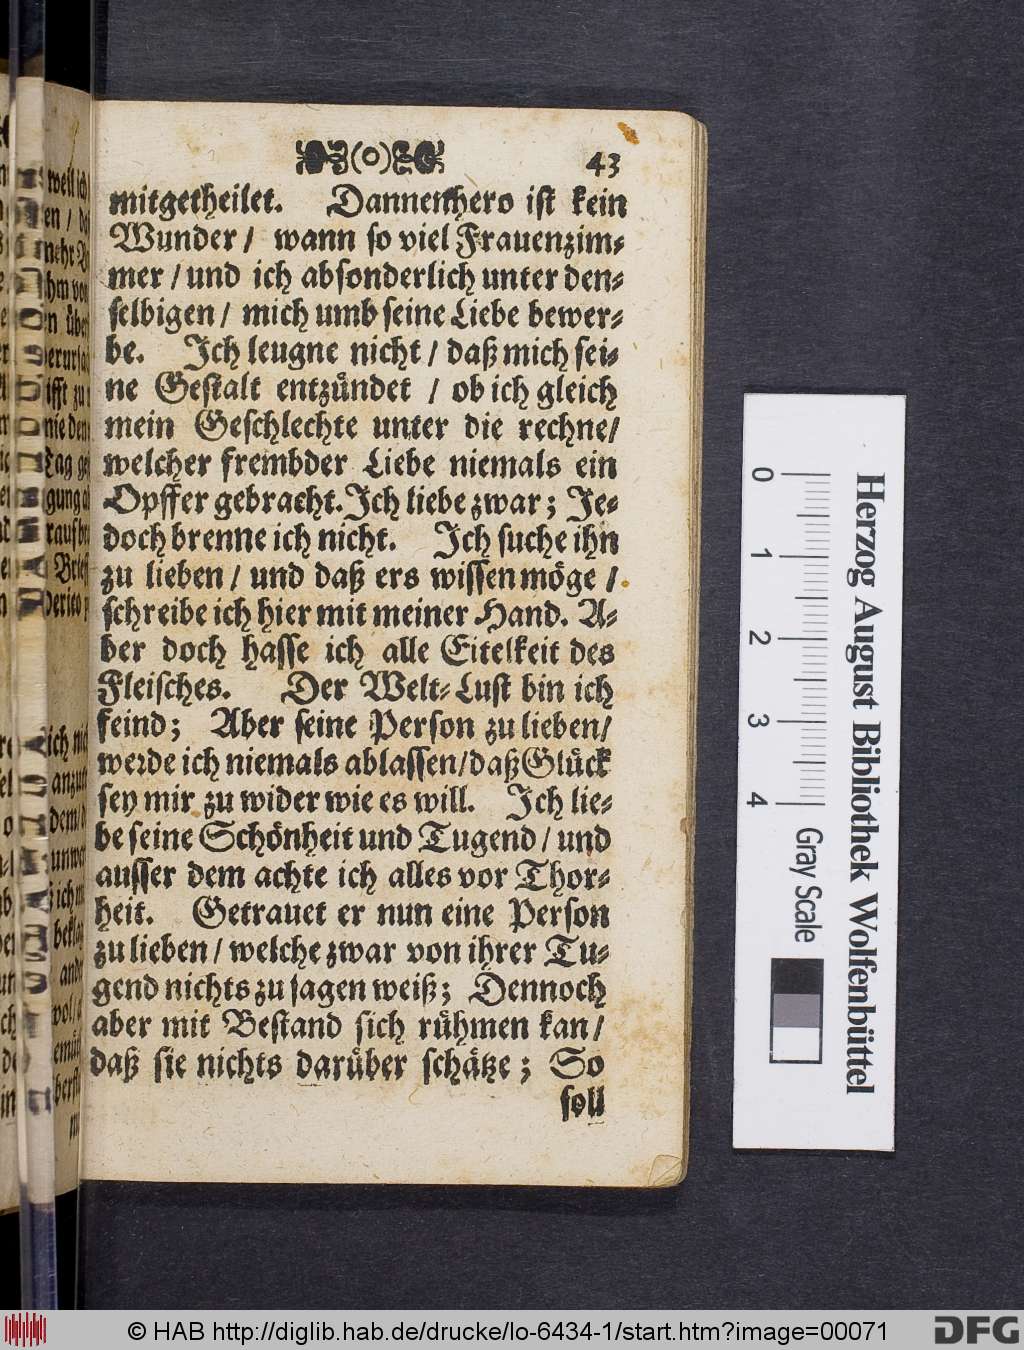 (o) 43
mitgetheilet. Dannenhero ist kein
Wunder / wann so viel Frauenzim-
mer / und ich absonderlich unter den-
selbigen / mich umb seine Liebe bewer-
be. Ich leugne nicht / daß mich sei-
ne Gestalt entzündet / ob ich gleich
mein Geschlechte unter die rechne/
welcher frembder Liebe niemals ein
Opffer gebracht. Ich liebe zwar; Je-
doch brenne ich nicht. Ich suche ihn
zu lieben / und daß ers wissen möge /
schreibe ich hier mit meiner Hand. A-
ber doch hasse ich alle Eitelkeit des
Fleisches. Der Welt-Lust bin ich
feind; Aber seine Person zu lieben/
werde ich niemals ablassen/daß Glück
sey mir zu wider wie es will. Ich lie-
be seine Schönheit und Tugend / und
ausser dem achte ich alles vor Thor-
heit. Getrauet er nun eine Person
zu lieben / welche zwar von ihrer Tu-
gend nichts zu sagen weiß; Dennoch
aber mit Bestand sich rühmen kan/
daß sie nichts darüber schätze; So
soll
Herzog August Bibliothek Wolfenbüttel
0 1 2 3 4 Gray Scale
© HAB http://diglib.hab.de/drucke/lo-6434-1/start.htm?image=00071
DFG